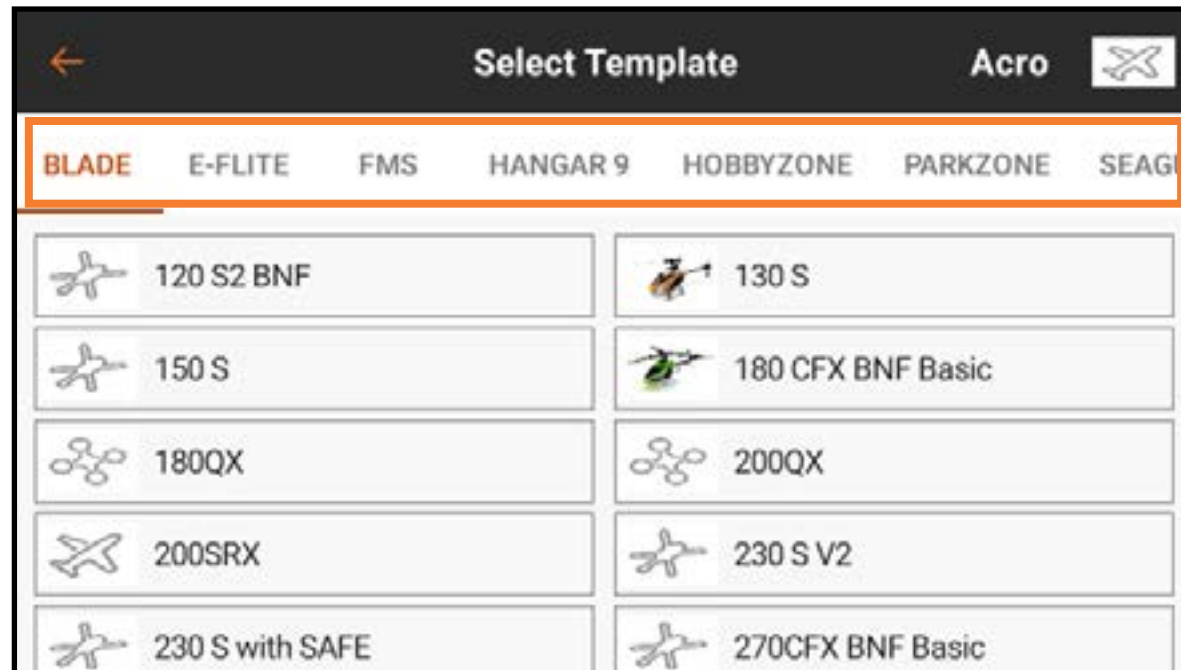 Select Template Acro
BLADE E-FLITE FMS HANGAR 9 HOBBYZONE PARKZONE
120 S2 BNF 130 S
150 S 180 CFX BNF Basic
180QX 200QX
200SRX 230 S V2
230 S with SAFE 270CFX BNF Basic